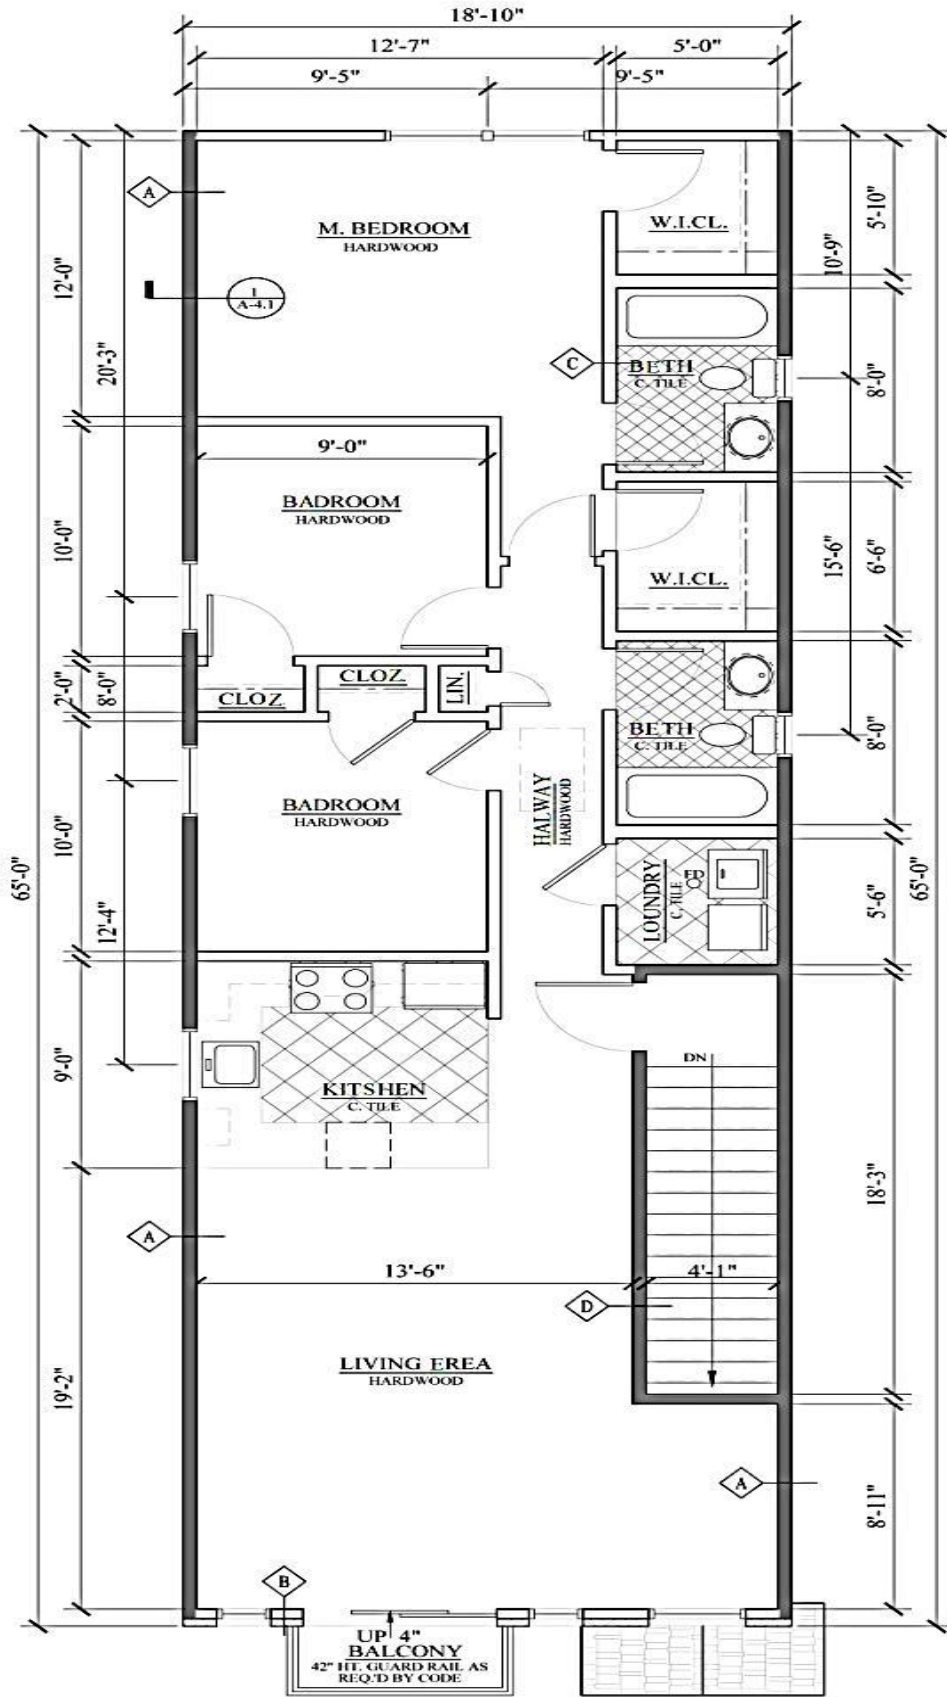 18'-10"
12'-7"
5'-0"
9'-5"
9'-5"
A
M. BEDROOM
HARDWOOD
W.I.CL.
5'-10"
10'-9"
12'-0"
1
A-4.1
20'-3"
C
BETH
C. TILE
8'-0"
9'-0"
BADROOM
HARDWOOD
10'-0"
15'-6"
6'-6"
W.I.CL.
2'-0"
8'-0"
CLOZ
CLOZ
LIN.
BETH
C. TILE
8'-0"
BADROOM
HARDWOOD
HALWAY
HARDWOOD
10'-0"
65'-0"
65'-0"
12'-4"
LOUNDRY
C. TILE
FD
5'-6"
9'-0"
KITSHEN
C. TILE
DN
18'-3"
A
13'-6"
4'-1"
D
LIVING EREA
HARDWOOD
19'-2"
A
8'-11"
B
UP 4"
BALCONY
42" HT. GUARD RAIL AS
REQ.'D BY CODE